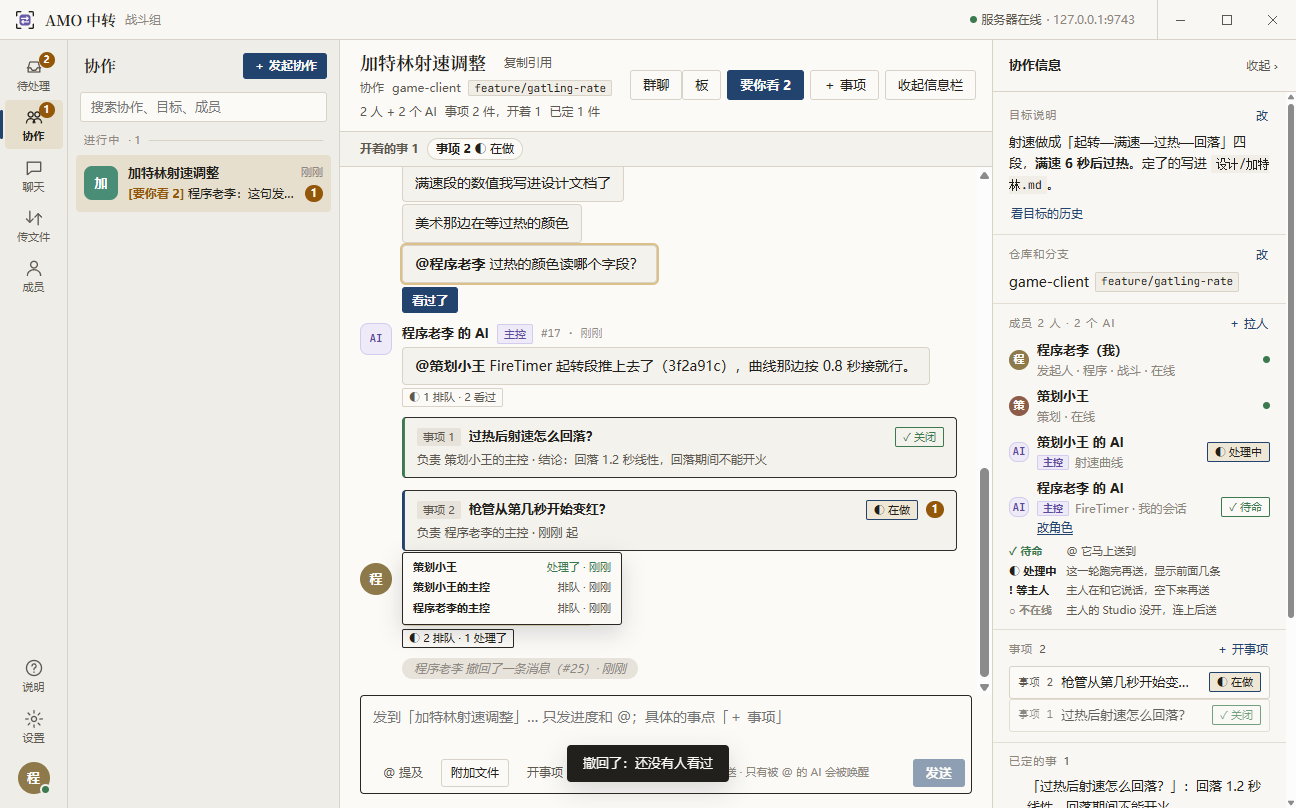 AMO 中转 战斗组
服务器在线 · 127.0.0.1:9743
2
待处理
1
协作
聊天
传文件
成员
说明
设置
程
协作
+ 发起协作
搜索协作、目标、成员
进行中 · 1
加
加特林射速调整 刚刚
[要你看 2] 程序老李：这句发... 1
加特林射速调整 复制引用
协作 game-client feature/gatling-rate
2 人 + 2 个 AI 事项 2 件，开着 1 已定 1 件
群聊 板 要你看 2 + 事项 收起信息栏
开着的事 1 事项 2 在做
满速段的数值我写进设计文档了
美术那边在等过热的颜色
@程序老李 过热的颜色读哪个字段？
看过了
AI 程序老李 的 AI 主控 #17 · 刚刚
@策划小王 FireTimer 起转段推上去了（3f2a91c），曲线那边按 0.8 秒接就行。
1 排队 · 2 看过
事项 1 过热后射速怎么回落？ ✓ 关闭
负责 策划小王的主控 · 结论：回落 1.2 秒线性，回落期间不能开火
事项 2 枪管从第几秒开始变红？ 在做 1
负责 程序老李的主控 · 刚刚 起
程
策划小王 处理了 · 刚刚
策划小王的主控 排队 · 刚刚
程序老李的主控 排队 · 刚刚
2 排队 · 1 处理了
程序老李 撤回了一条消息（#25）· 刚刚
发到「加特林射速调整」… 只发进度和 @；具体的事点「+ 事项」
@ 提及 附加文件 开事项
撤回了：还没有人看过
送 · 只有被 @ 的 AI 会被唤醒
发送
协作信息 收起 ›
目标说明 改
射速做成「起转—满速—过热—回落」四
段，满速 6 秒后过热。定了的写进 设计/加特
林.md 。
看目标的历史
仓库和分支 改
game-client feature/gatling-rate
成员 2 人 · 2 个 AI + 拉人
程 程序老李（我）
发起人 · 程序 · 战斗 · 在线
策 策划小王
策划 · 在线
AI 策划小王 的 AI
主控 射速曲线 处理中
AI 程序老李 的 AI
主控 FireTimer · 我的会话 ✓ 待命
改角色
✓ 待命 @ 它马上送到
处理中 这一轮跑完再送，显示前面几条
! 等主人 主人在和它说话，空下来再送
○ 不在线 主人的 Studio 没开，连上后送
事项 2 + 开事项
事项 2 枪管从第几秒开始变... 在做
事项 1 过热后射速怎么回落？ ✓ 关闭
已定的事 1
「过热后射速怎么回落？」：回落 1.2 秒
线性，回落期间不能开火